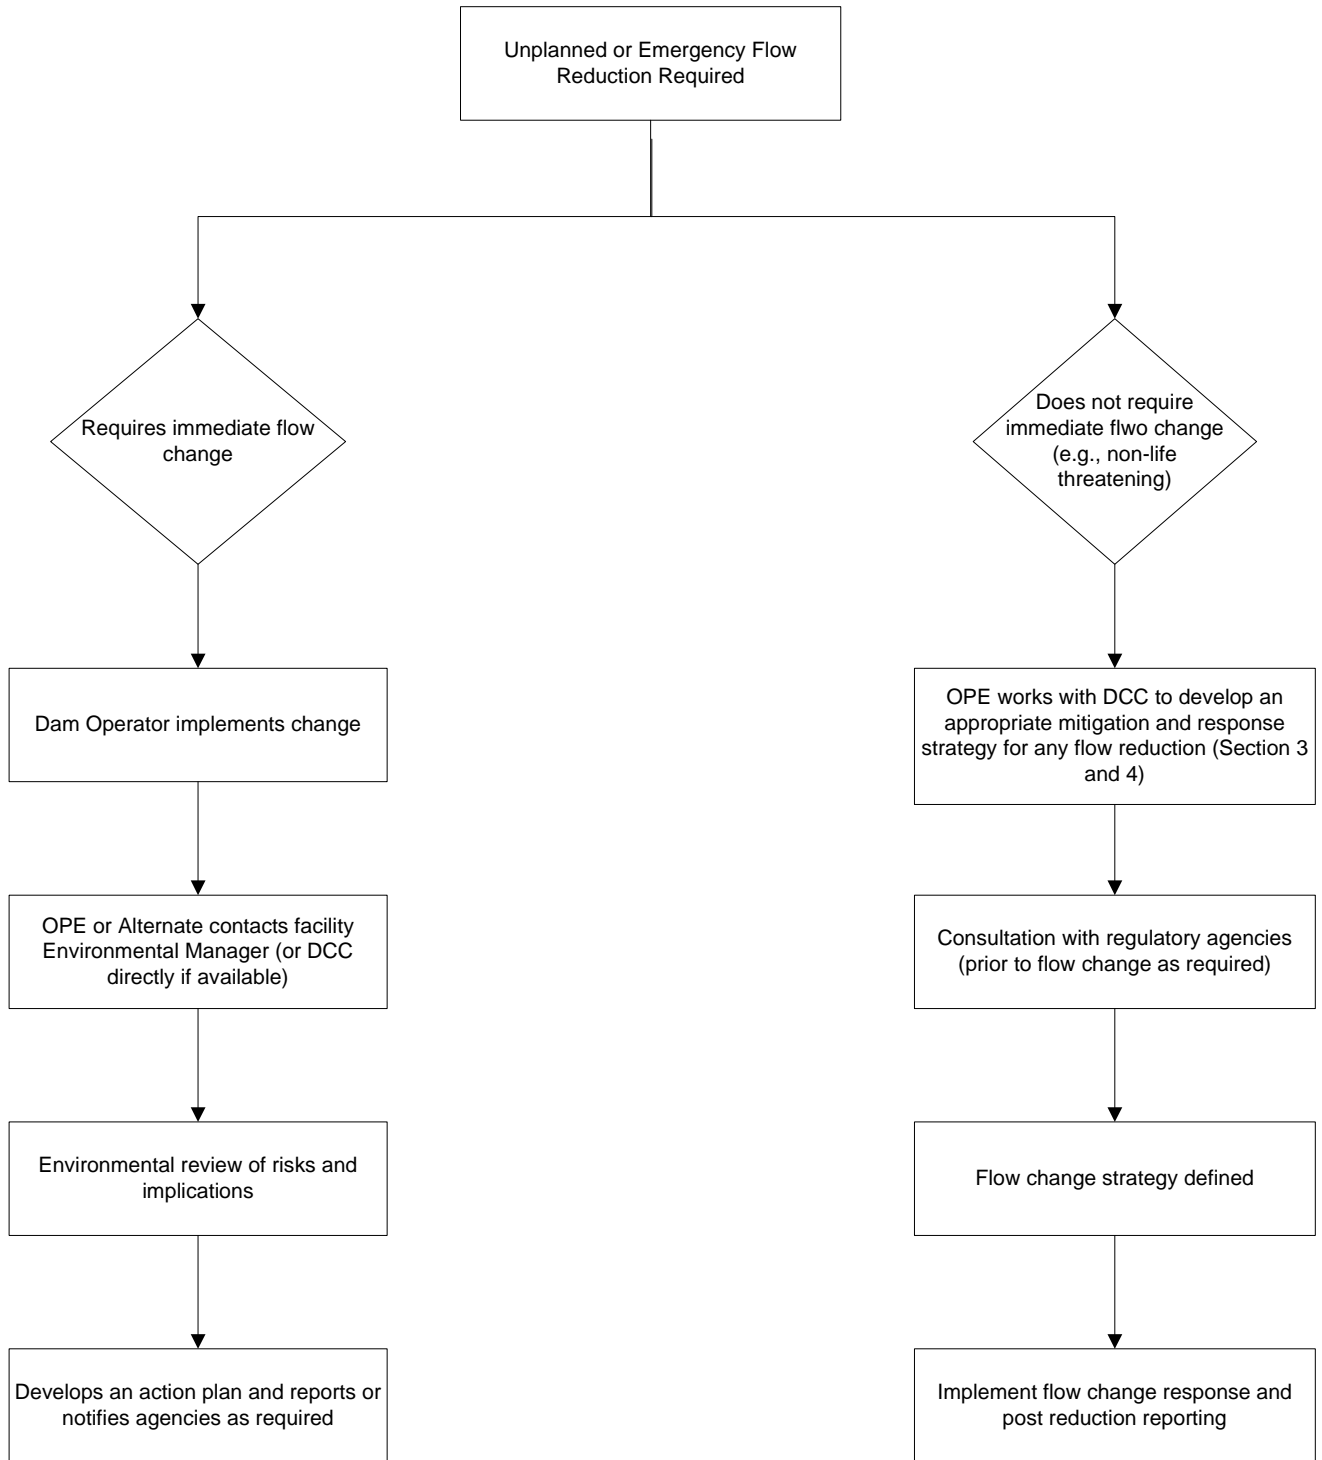 Unplanned or Emergency Flow
Reduction Required
Requires immediate flow
change
Does not require
immediate flwo change
(e.g., non-life
threatening)
Dam Operator implements change
OPE works with DCC to develop an
appropriate mitigation and response
strategy for any flow reduction (Section 3
and 4)
OPE or Alternate contacts facility
Environmental Manager (or DCC
directly if available)
Consultation with regulatory agencies
(prior to flow change as required)
Environmental review of risks and
implications
Flow change strategy defined
Develops an action plan and reports or
notifies agencies as required
Implement flow change response and
post reduction reporting